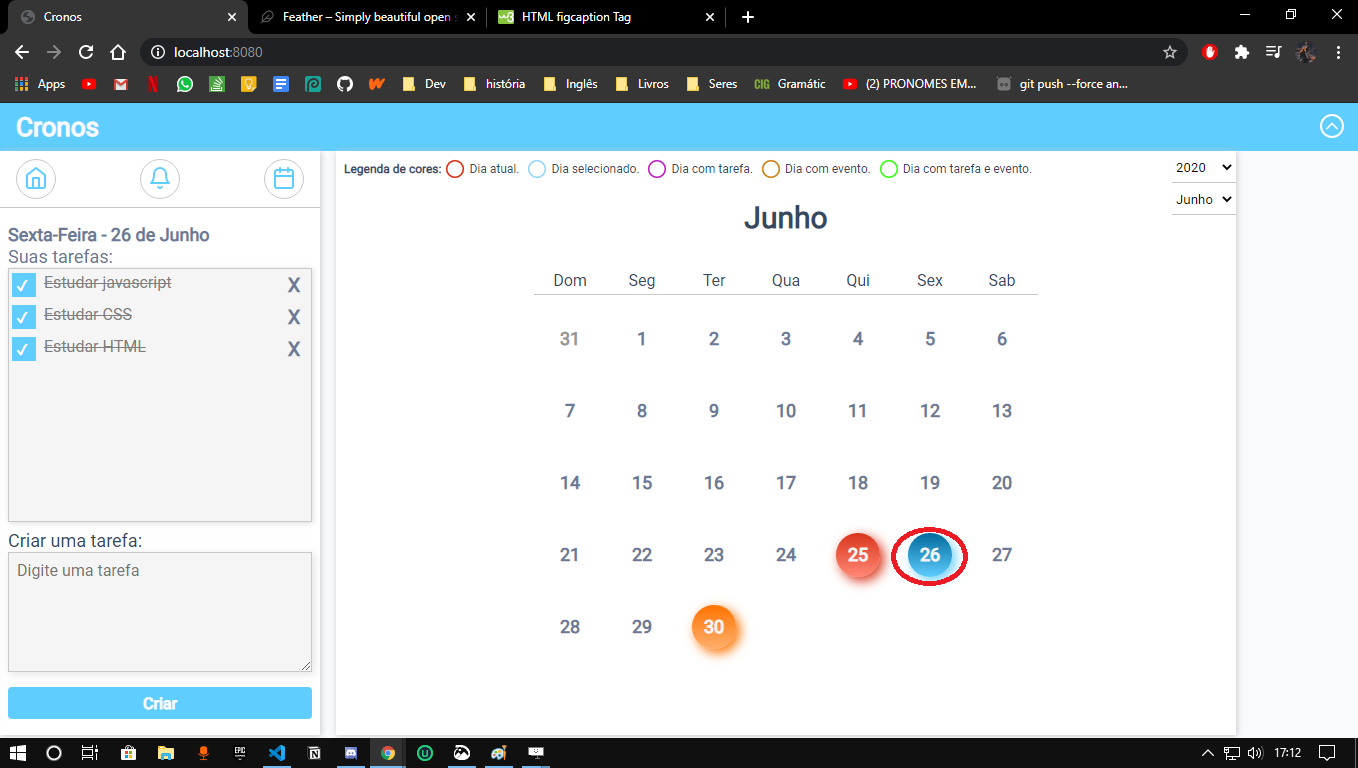 Cronos
Feather – Simply beautiful open s
HTML figcaption Tag
localhost:8080
Apps
Dev
história
Inglês
Livros
Seres
CIG Gramátic
(2) PRONOMES EM...
git push --force an...
Cronos
Legenda de cores: Dia atual. Dia selecionado. Dia com tarefa. Dia com evento. Dia com tarefa e evento.
2020
Junho
Junho
Sexta-Feira - 26 de Junho
Suas tarefas:
✓ Estudar javascript X
✓ Estudar CSS X
✓ Estudar HTML X
Criar uma tarefa:
Digite uma tarefa
Criar
Dom Seg Ter Qua Qui Sex Sab
31 1 2 3 4 5 6
7 8 9 10 11 12 13
14 15 16 17 18 19 20
21 22 23 24 25 26 27
28 29 30
EPIC
17:12